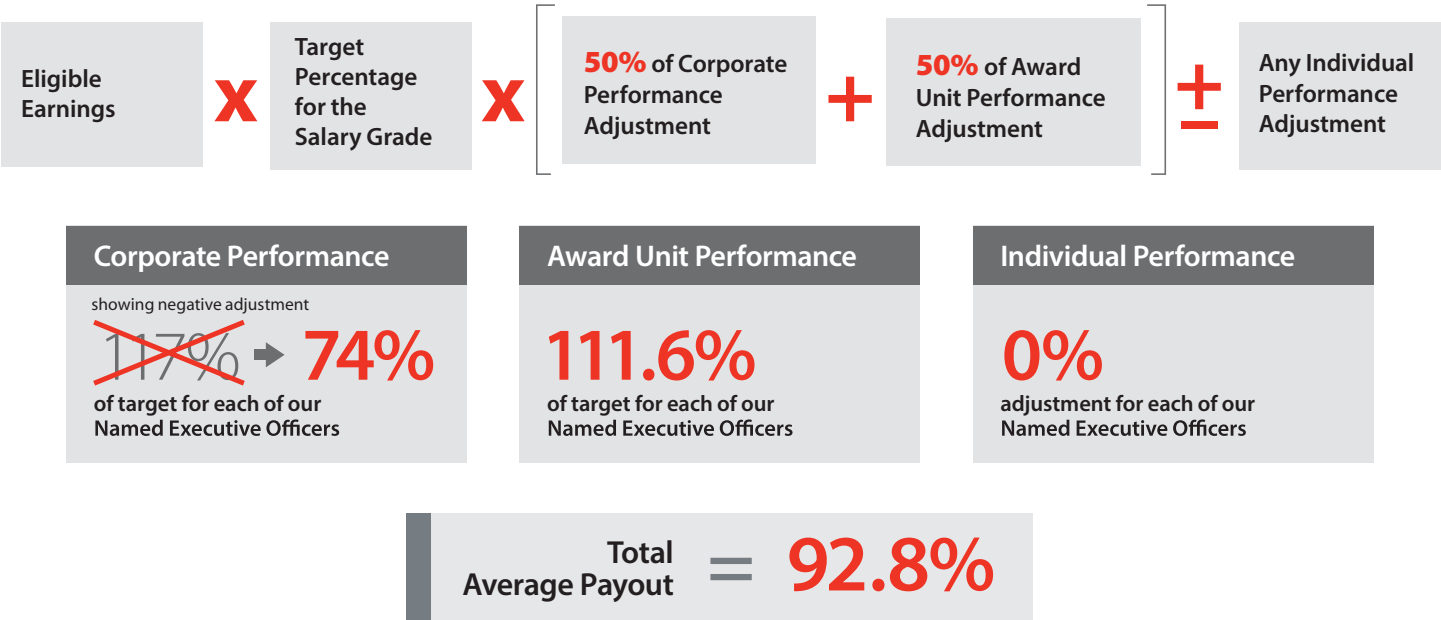 Eligible
Earnings
x
Target
Percentage
for the
Salary Grade
x
[
50% of Corporate
Performance
Adjustment
+
50% of Award
Unit Performance
Adjustment
]
±
Any Individual
Performance
Adjustment
Corporate Performance
showing negative adjustment
117% 74%
of target for each of our
Named Executive Officers
Award Unit Performance
111.6%
of target for each of our
Named Executive Officers
Individual Performance
0%
adjustment for each of our
Named Executive Officers
Total
Average Payout = 92.8%